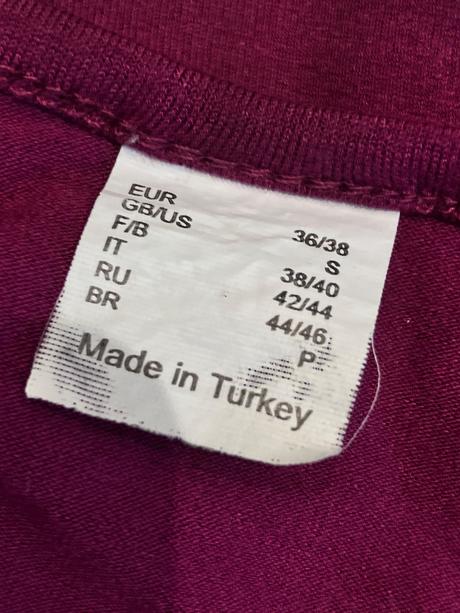 EUR 36/38
GB/US S
F/B 38/40
IT 42/44
RU 44/46
BR P
Made in Turkey